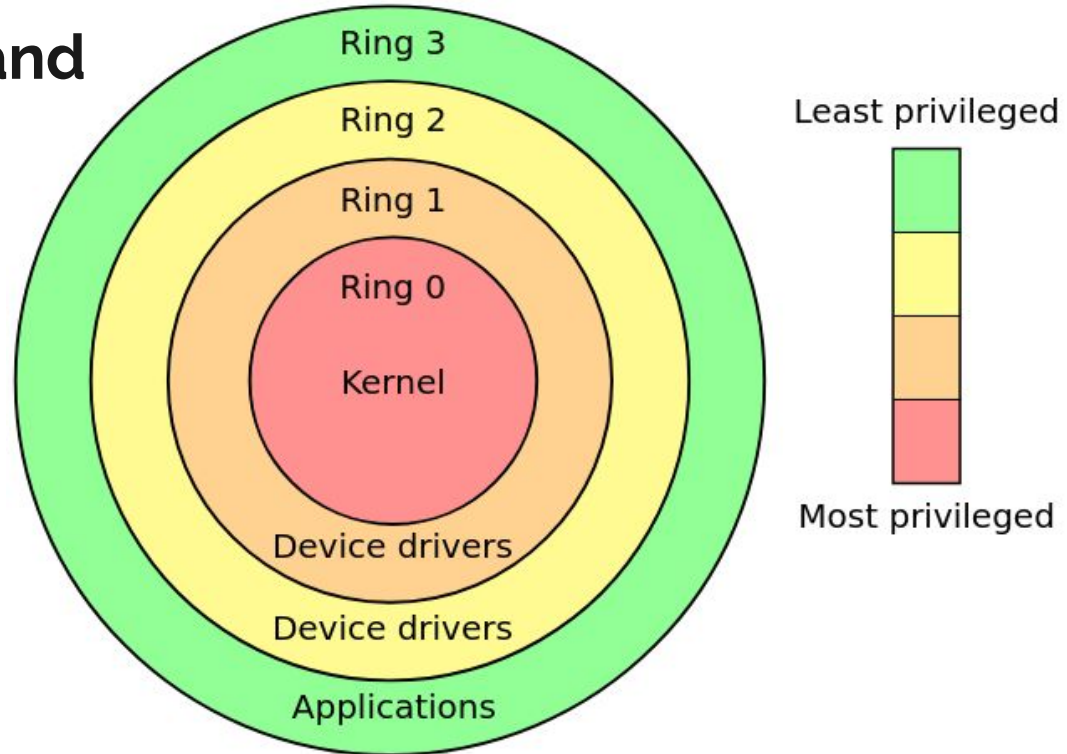 and
Ring 3
Ring 2
Ring 1
Ring 0
Kernel
Device drivers
Device drivers
Applications
Least privileged
Most privileged